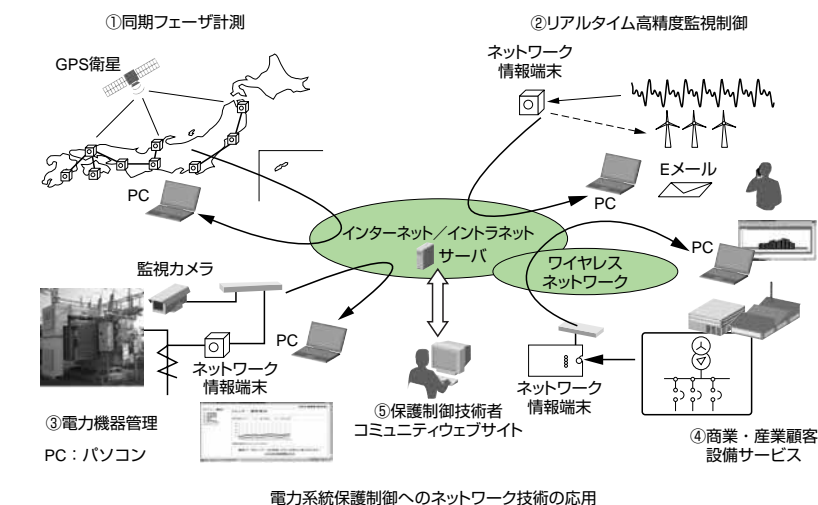 ①同期フェーザ計測
②リアルタイム高精度監視制御
GPS衛星
ネットワーク
情報端末
PC
PC
Eメール
インターネット／イントラネット
サーバ
PC
ワイヤレス
ネットワーク
監視カメラ
PC
ネットワーク
情報端末
ネットワーク
情報端末
③電力機器管理
⑤保護制御技術者
コミュニティウェブサイト
④商業・産業顧客
設備サービス
PC：パソコン
電力系統保護制御へのネットワーク技術の応用